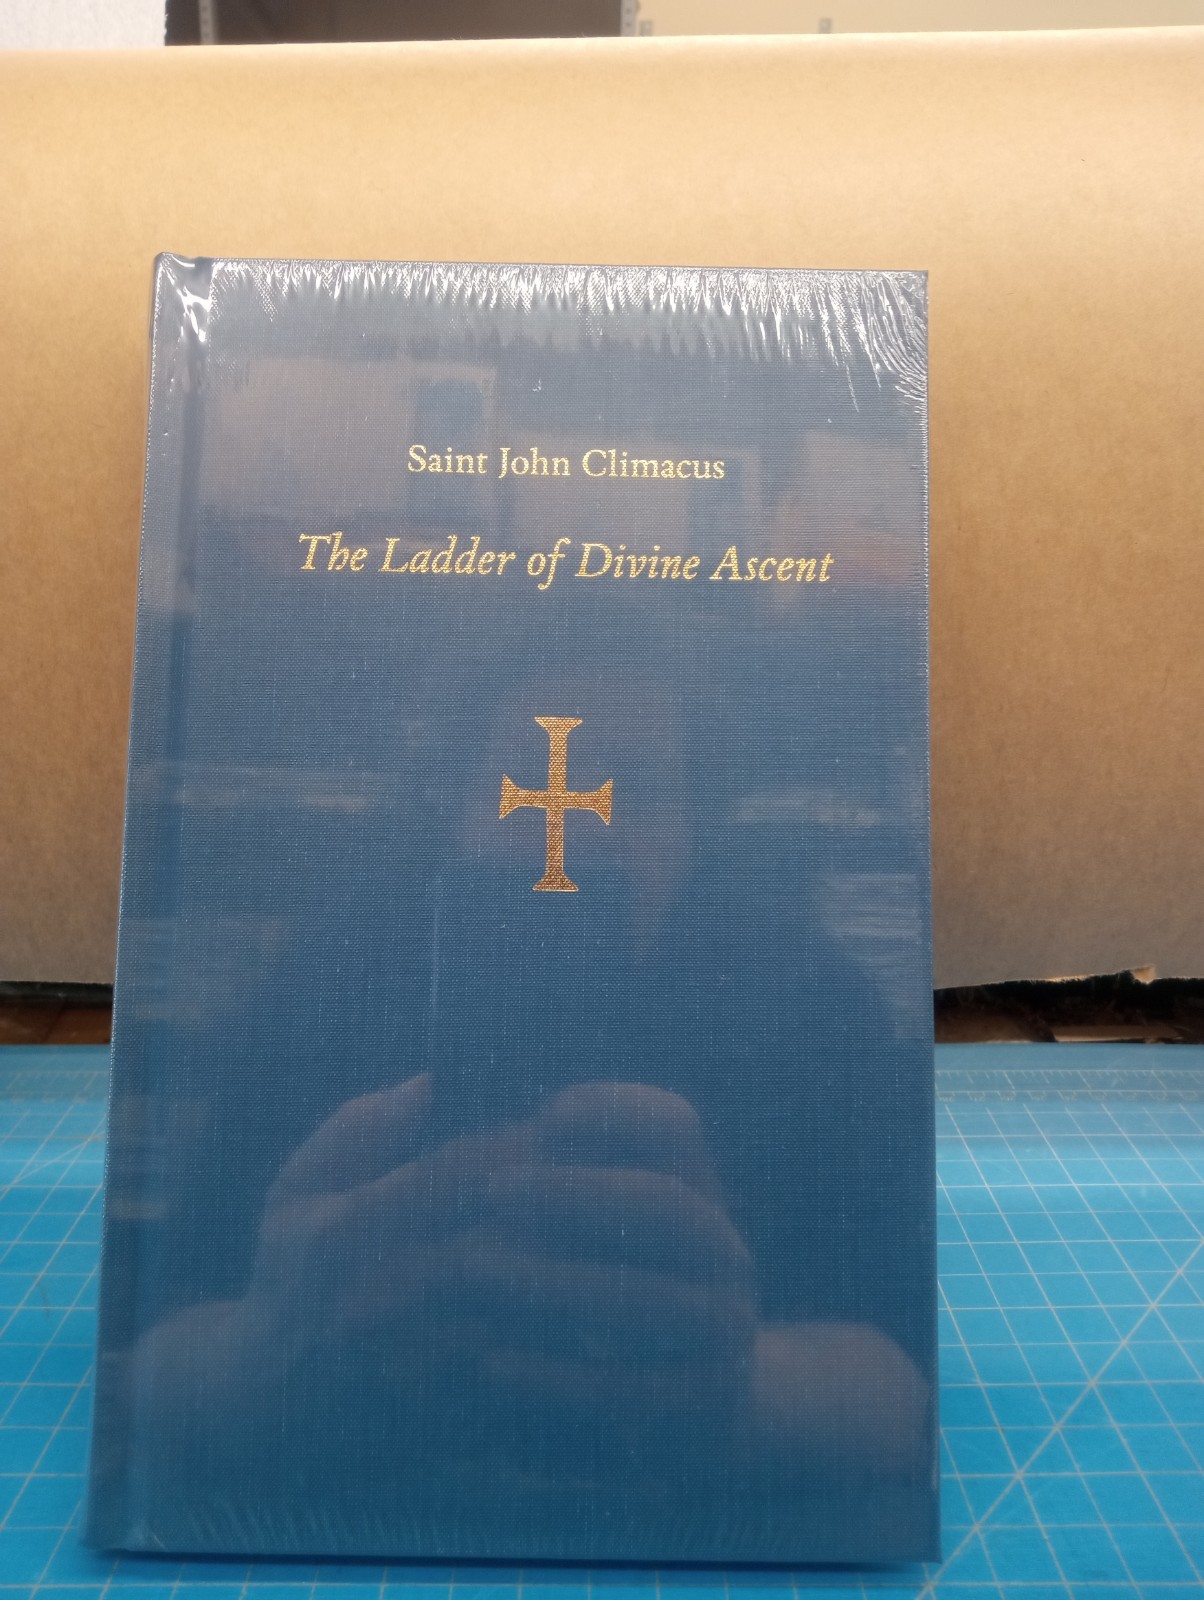 Saint John Climacus
The Ladder of Divine Ascent